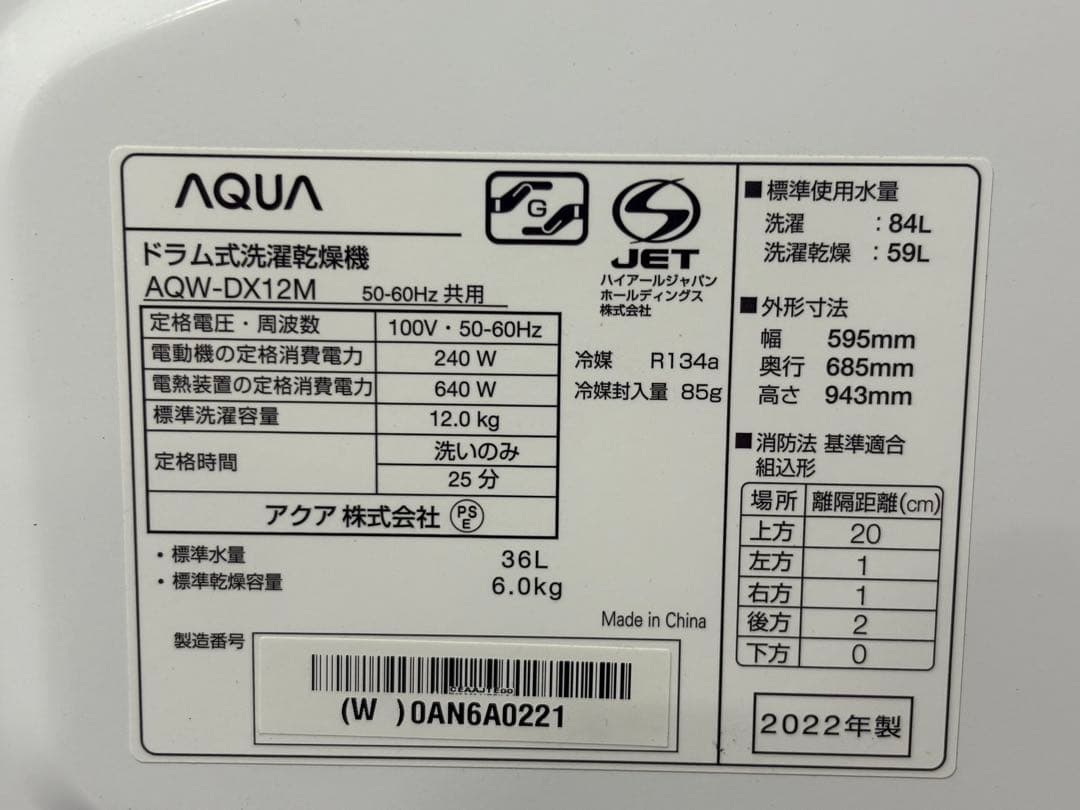 AQUA
G
JET
ドラム式洗濯乾燥機
AQW-DX12M 50-60Hz 共用
ハイアールジャパン
ホールディングス
株式会社
定格電圧・周波数 100V・50-60Hz
電動機の定格消費電力 240 W
電熱装置の定格消費電力 640 W
標準洗濯容量 12.0 kg
定格時間 洗いのみ
25 分
アクア 株式会社 PSE
冷媒 R134a
冷媒封入量 85g
・標準水量 36L
・標準乾燥容量 6.0kg
Made in China
製造番号
(W )0AN6A0221
■標準使用水量
洗濯 :84L
洗濯乾燥 :59L
■外形寸法
幅 595mm
奥行 685mm
高さ 943mm
■消防法 基準適合
組込形
場所 離隔距離(cm)
上方 20
左方 1
右方 1
後方 2
下方 0
2022年製